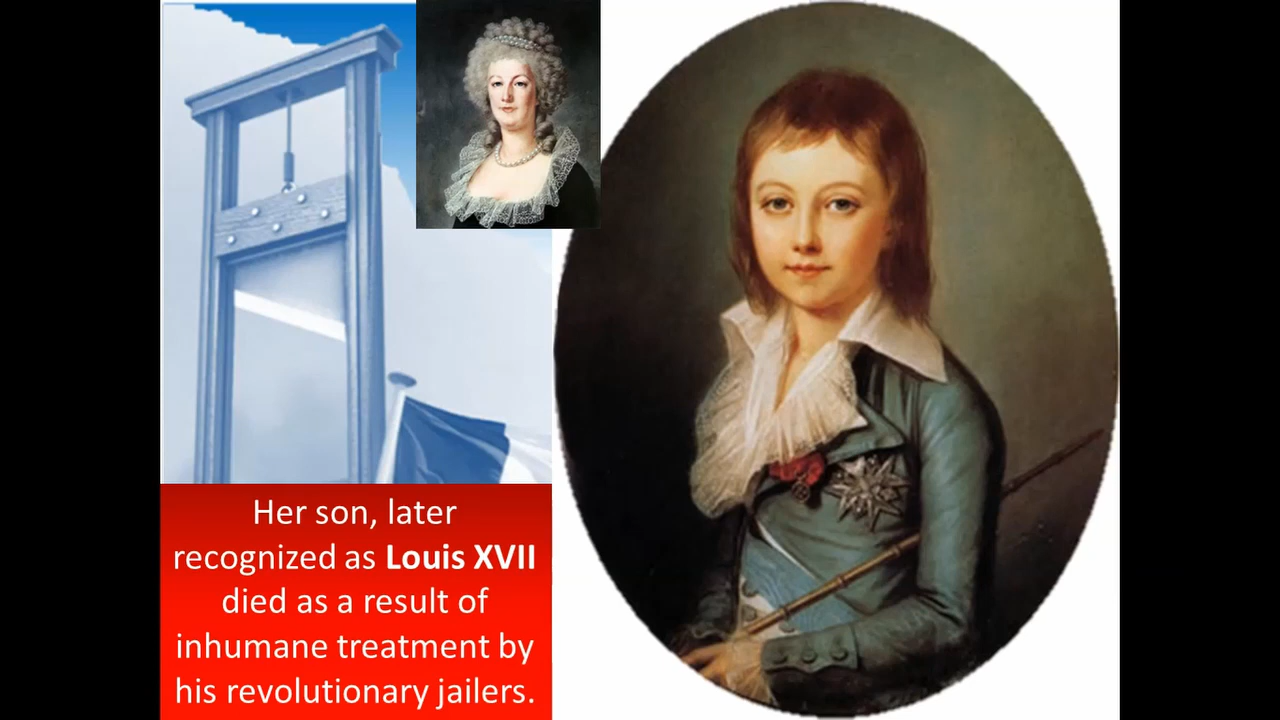 Her son, later
recognized as Louis XVII
died as a result of
inhumane treatment by
his revolutionary jailers.